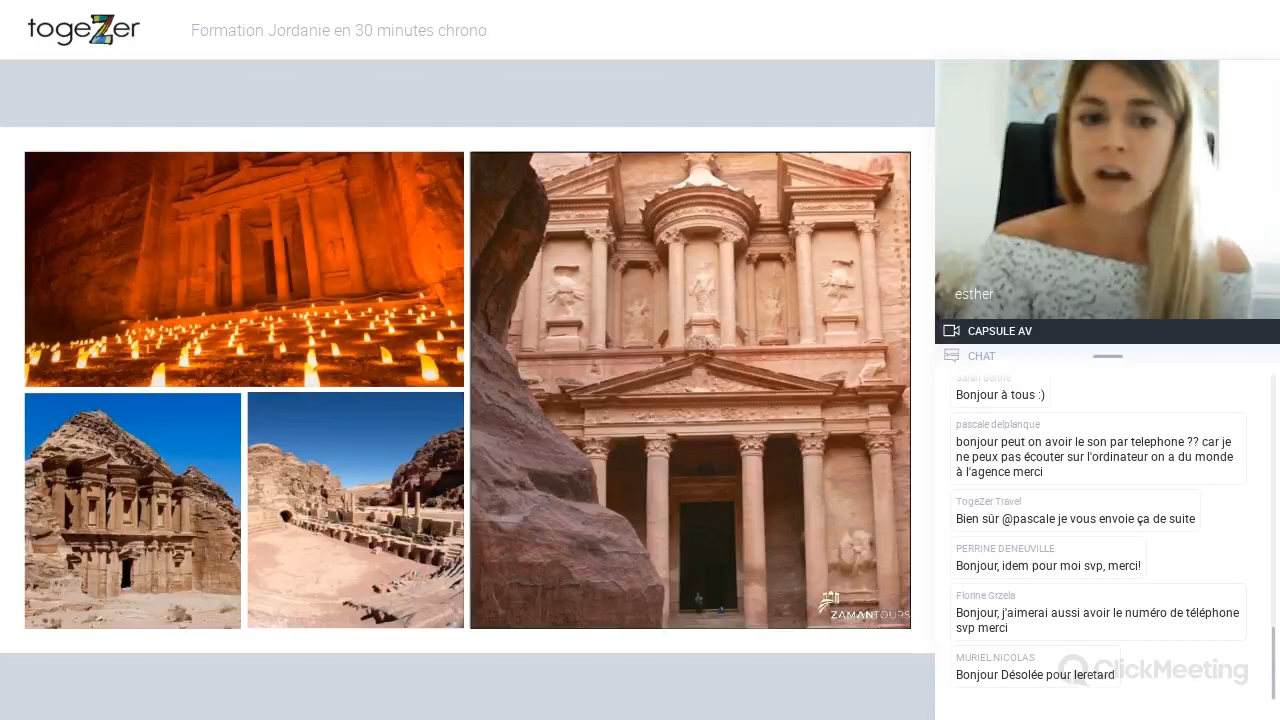 togeZer
Formation Jordanie en 30 minutes chrono
esther
CAPSULE AV
CHAT
Sarah Berthe
Bonjour à tous :)
pascale delplanque
bonjour peut on avoir le son par telephone ?? car je
ne peux pas écouter sur l'ordinateur on a du monde
à l'agence merci
TogeZer Travel
Bien sûr @pascale je vous envoie ça de suite
PERRINE DENEUVILLE
Bonjour, idem pour moi svp, merci!
Florine Grzela
Bonjour, j'aimerai aussi avoir le numéro de téléphone
svp merci
MURIEL NICOLAS
Bonjour Désolée pour leretard
ClickMeeting
ZAMANTOURS